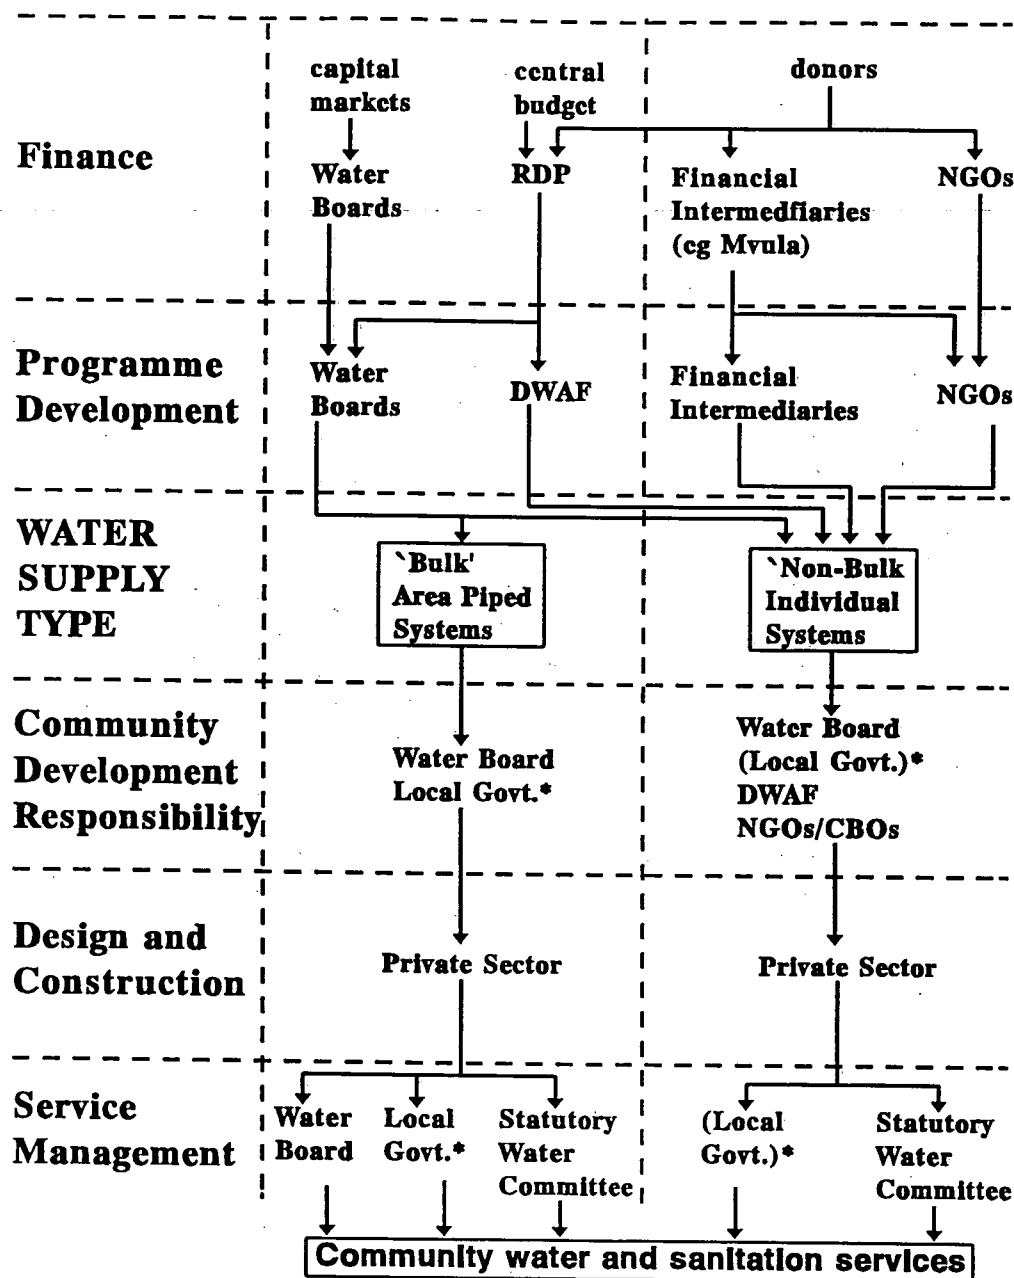 capital
markets
central
budget
donors
Finance
Water
Boards
RDP
Financial
Intermedfiaries
(eg Mvula)
NGOs
Programme
Development
Water
Boards
DWAF
Financial
Intermediaries
NGOs
WATER
SUPPLY
TYPE
`Bulk'
Area Piped
Systems
`Non-Bulk
Individual
Systems
Community
Development
Responsibility
Water Board
Local Govt.*
Water Board
(Local Govt.)*
DWAF
NGOs/CBOs
Design and
Construction
Private Sector
Private Sector
Service
Management
Water
Board
Local
Govt.*
Statutory
Water
Committee
(Local
Govt.)*
Statutory
Water
Committee
Community water and sanitation services